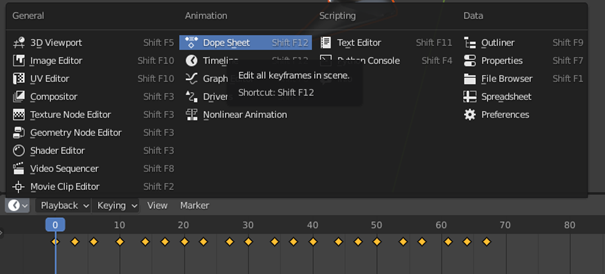 General
Animation
Scripting
Data
3D Viewport Shift F5
Image Editor Shift F10
UV Editor Shift F10
Compositor Shift F3
Texture Node Editor Shift F3
Geometry Node Editor Shift F3
Shader Editor Shift F3
Video Sequencer Shift F8
Movie Clip Editor Shift F2
Dope Sheet Shift F12
Timeline Shift F12
Graph
Driver
Nonlinear Animation
Edit all keyframes in scene.
Shortcut: Shift F12
Text Editor Shift F11
Python Console Shift F4
Outliner Shift F9
Properties Shift F7
File Browser Shift F1
Spreadsheet
Preferences
Playback Keying View Marker
0 10 20 30 40 50 60 70 80